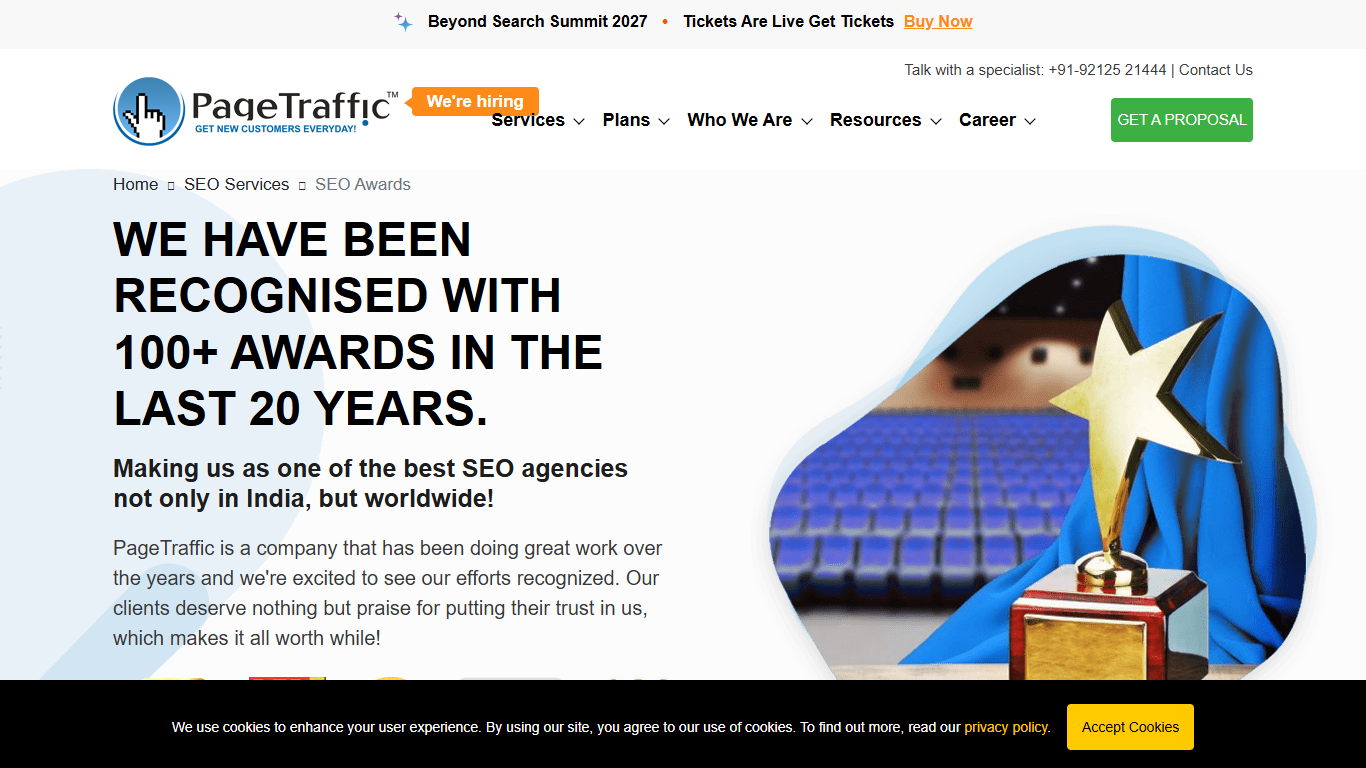 Beyond Search Summit 2027 • Tickets Are Live Get Tickets Buy Now
Talk with a specialist: +91-92125 21444 | Contact Us
PageTraffic™
GET NEW CUSTOMERS EVERYDAY!
We're hiring
Services Plans Who We Are Resources Career
GET A PROPOSAL
Home SEO Services SEO Awards
WE HAVE BEEN
RECOGNISED WITH
100+ AWARDS IN THE
LAST 20 YEARS.
Making us as one of the best SEO agencies
not only in India, but worldwide!
PageTraffic is a company that has been doing great work over
the years and we're excited to see our efforts recognized. Our
clients deserve nothing but praise for putting their trust in us,
which makes it all worth while!
We use cookies to enhance your user experience. By using our site, you agree to our use of cookies. To find out more, read our privacy policy.
Accept Cookies